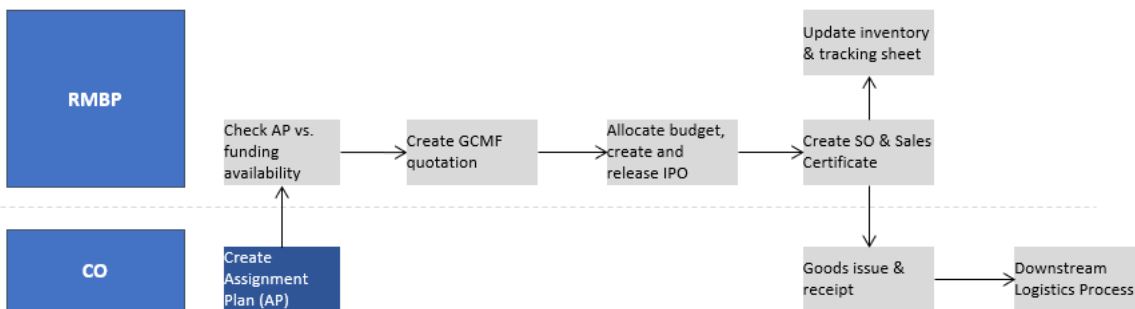 RMBP
Update inventory
& tracking sheet
Check AP vs.
funding
availability
Create GCMF
quotation
Allocate budget,
create and
release IPO
Create SO & Sales
Certificate
CO
Create
Assignment
Plan (AP)
Goods issue &
receipt
Downstream
Logistics Process